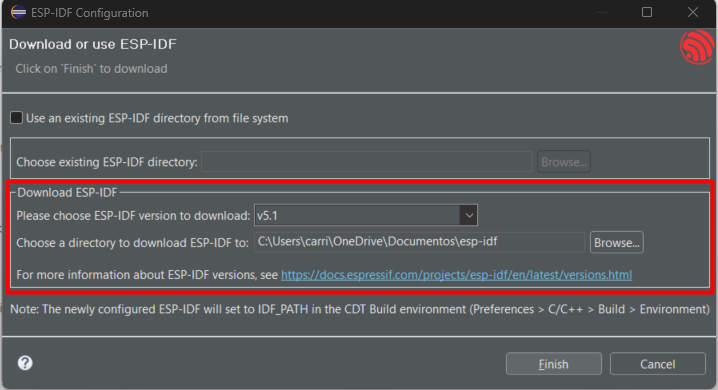 ESP-IDF Configuration
Download or use ESP-IDF
Click on `Finish` to download
Use an existing ESP-IDF directory from file system
Choose existing ESP-IDF directory:
Browse...
Download ESP-IDF
Please choose ESP-IDF version to download: v5.1
Choose a directory to download ESP-IDF to: C:\Users\carri\OneDrive\Documentos\esp-idf Browse...
For more information about ESP-IDF versions, see https://docs.espressif.com/projects/esp-idf/en/latest/versions.html
Note: The newly configured ESP-IDF will set to IDF_PATH in the CDT Build environment (Preferences > C/C++ > Build > Environment)
? Finish Cancel